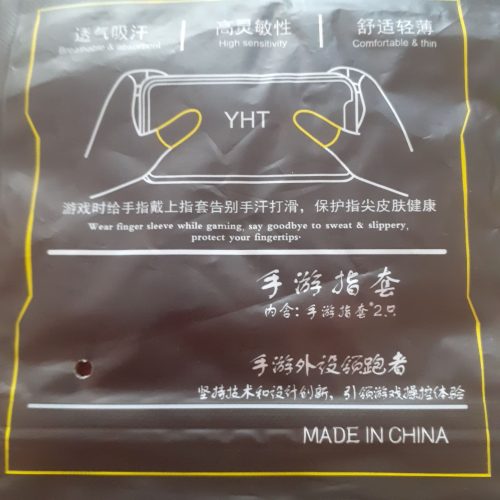 透气吸汗 高灵敏性 舒适轻薄
Breathable & absorbent High sensitivity Comfortable & thin
YHT
游戏时给手指戴上指套告别手汗打滑，保护指尖皮肤健康
Wear finger sleeve while gaming, say goodbye to sweat & slippery,
protect your fingertips.
手游指套
内含：手游指套*2只
手游外设领跑者
坚持技术和设计创新，引领游戏操控体验
MADE IN CHINA